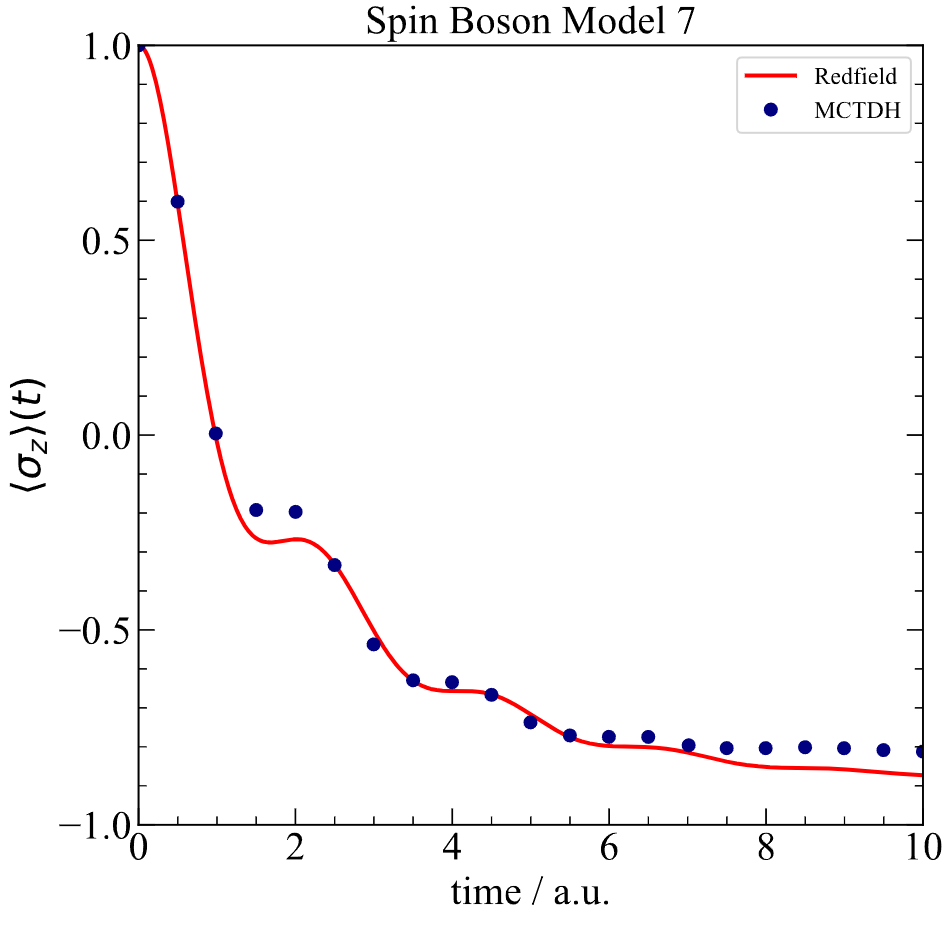 Spin Boson Model 7
Redfield
MCTDH
⟨σz⟩(t)
1.0
0.5
0.0
−0.5
−1.0
0 2 4 6 8 10
time / a.u.